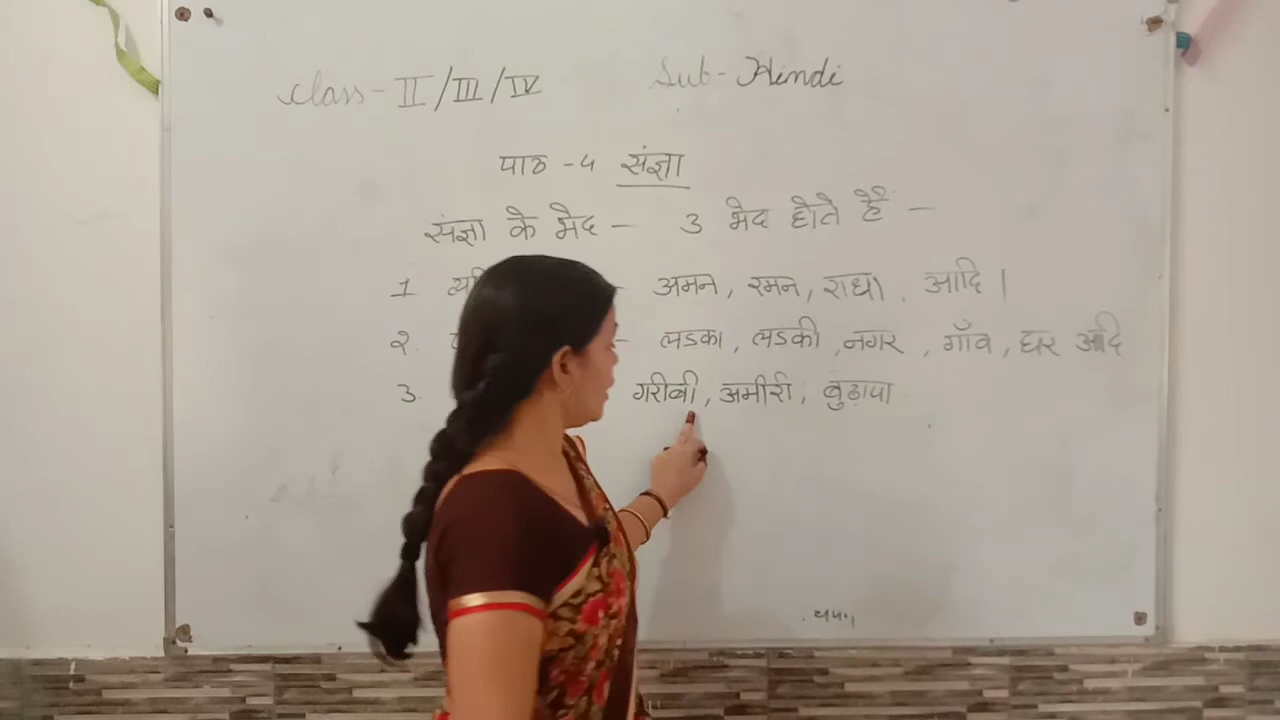 Class- II/III/IV Sub- Hindi
पाठ -५ संज्ञा
संज्ञा के भेद — ३ भेद होते हैं —
1 — अमन, रमन, राधा, आदि।
२. — लडका, लडकी, नगर, गाँव, घर आदि
3. गरीबी, अमीरी, बुढ़ापा